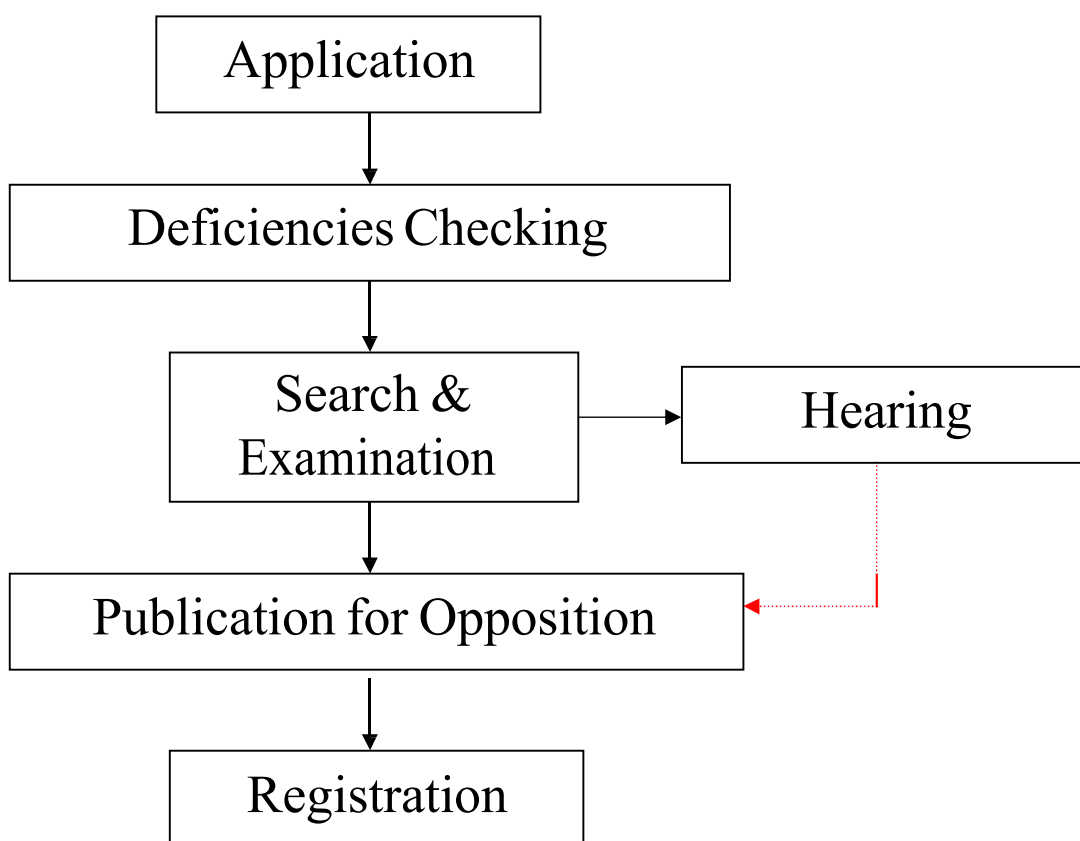 Application
Deficiencies Checking
Search &
Examination
Hearing
Publication for Opposition
Registration